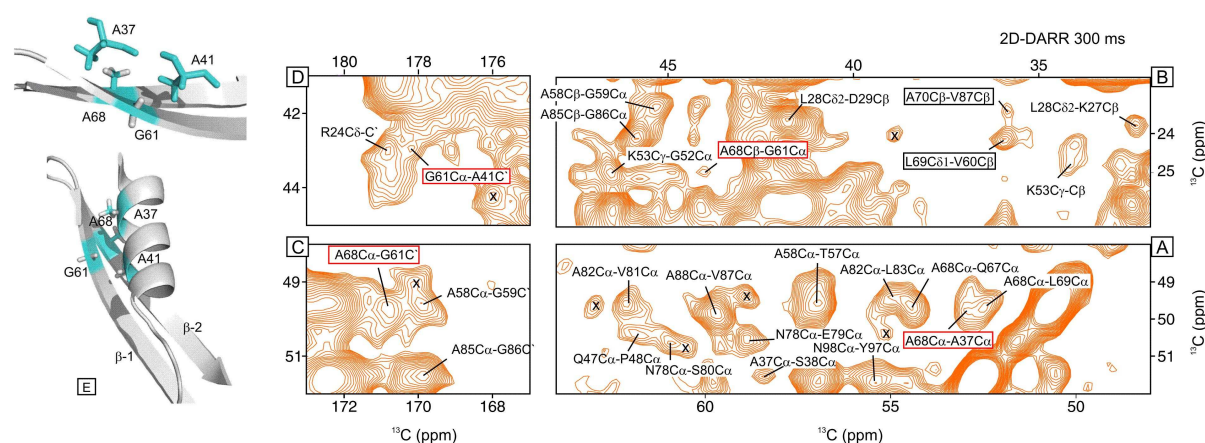 2D-DARR 300 ms
A37
A41
A68
G61
A37
A68
G61
A41
β-2
β-1
E
180
178
176
D
42
44
R24Cδ-C`
G61Cα-A41C`
X
45
40
35
B
24
25
¹³C (ppm)
A58Cβ-G59Cα
A85Cβ-G86Cα
K53Cγ-G52Cα
A68Cβ-G61Cα
L28Cδ2-D29Cβ
X
A70Cβ-V87Cβ
L69Cδ1-V60Cβ
L28Cδ2-K27Cβ
K53Cγ-Cβ
C
49
51
A68Cα-G61C`
X
A58Cα-G59C`
A85Cα-G86C`
172
170
168
¹³C (ppm)
A
49
50
51
¹³C (ppm)
A58Cα-T57Cα
A82Cα-V81Cα
A88Cα-V87Cα
A82Cα-L83Cα
A68Cα-Q67Cα
A68Cα-L69Cα
X
X
X
X
A68Cα-A37Cα
N78Cα-E79Cα
N98Cα-Y97Cα
Q47Cα-P48Cα
N78Cα-S80Cα
A37Cα-S38Cα
60
55
50
¹³C (ppm)